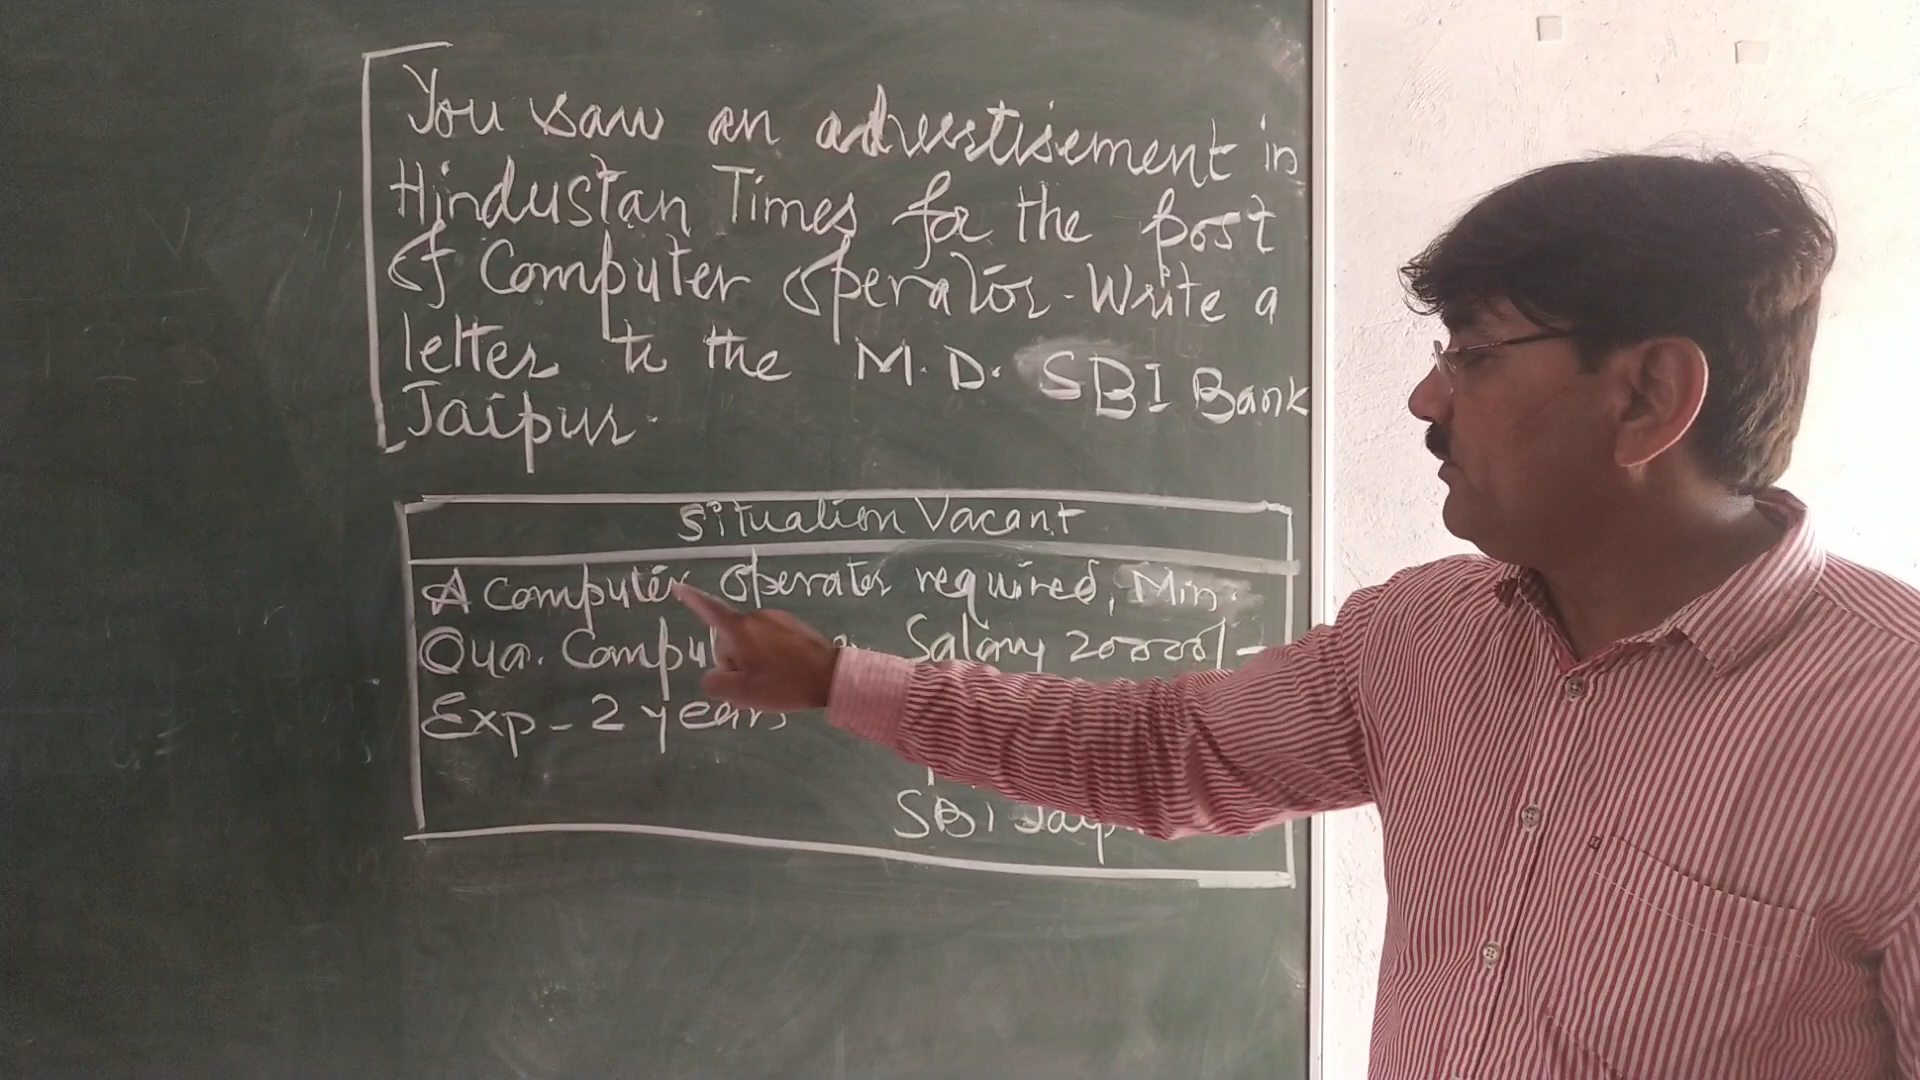 You saw an advertisement in
Hindustan Times for the post
of Computer operator. Write a
letter to the M.D. SBI Bank
Jaipur.
Situation Vacant
A Computer operator required, Min.
Qua. Salary 20000/-
Exp - 2 years
SBI